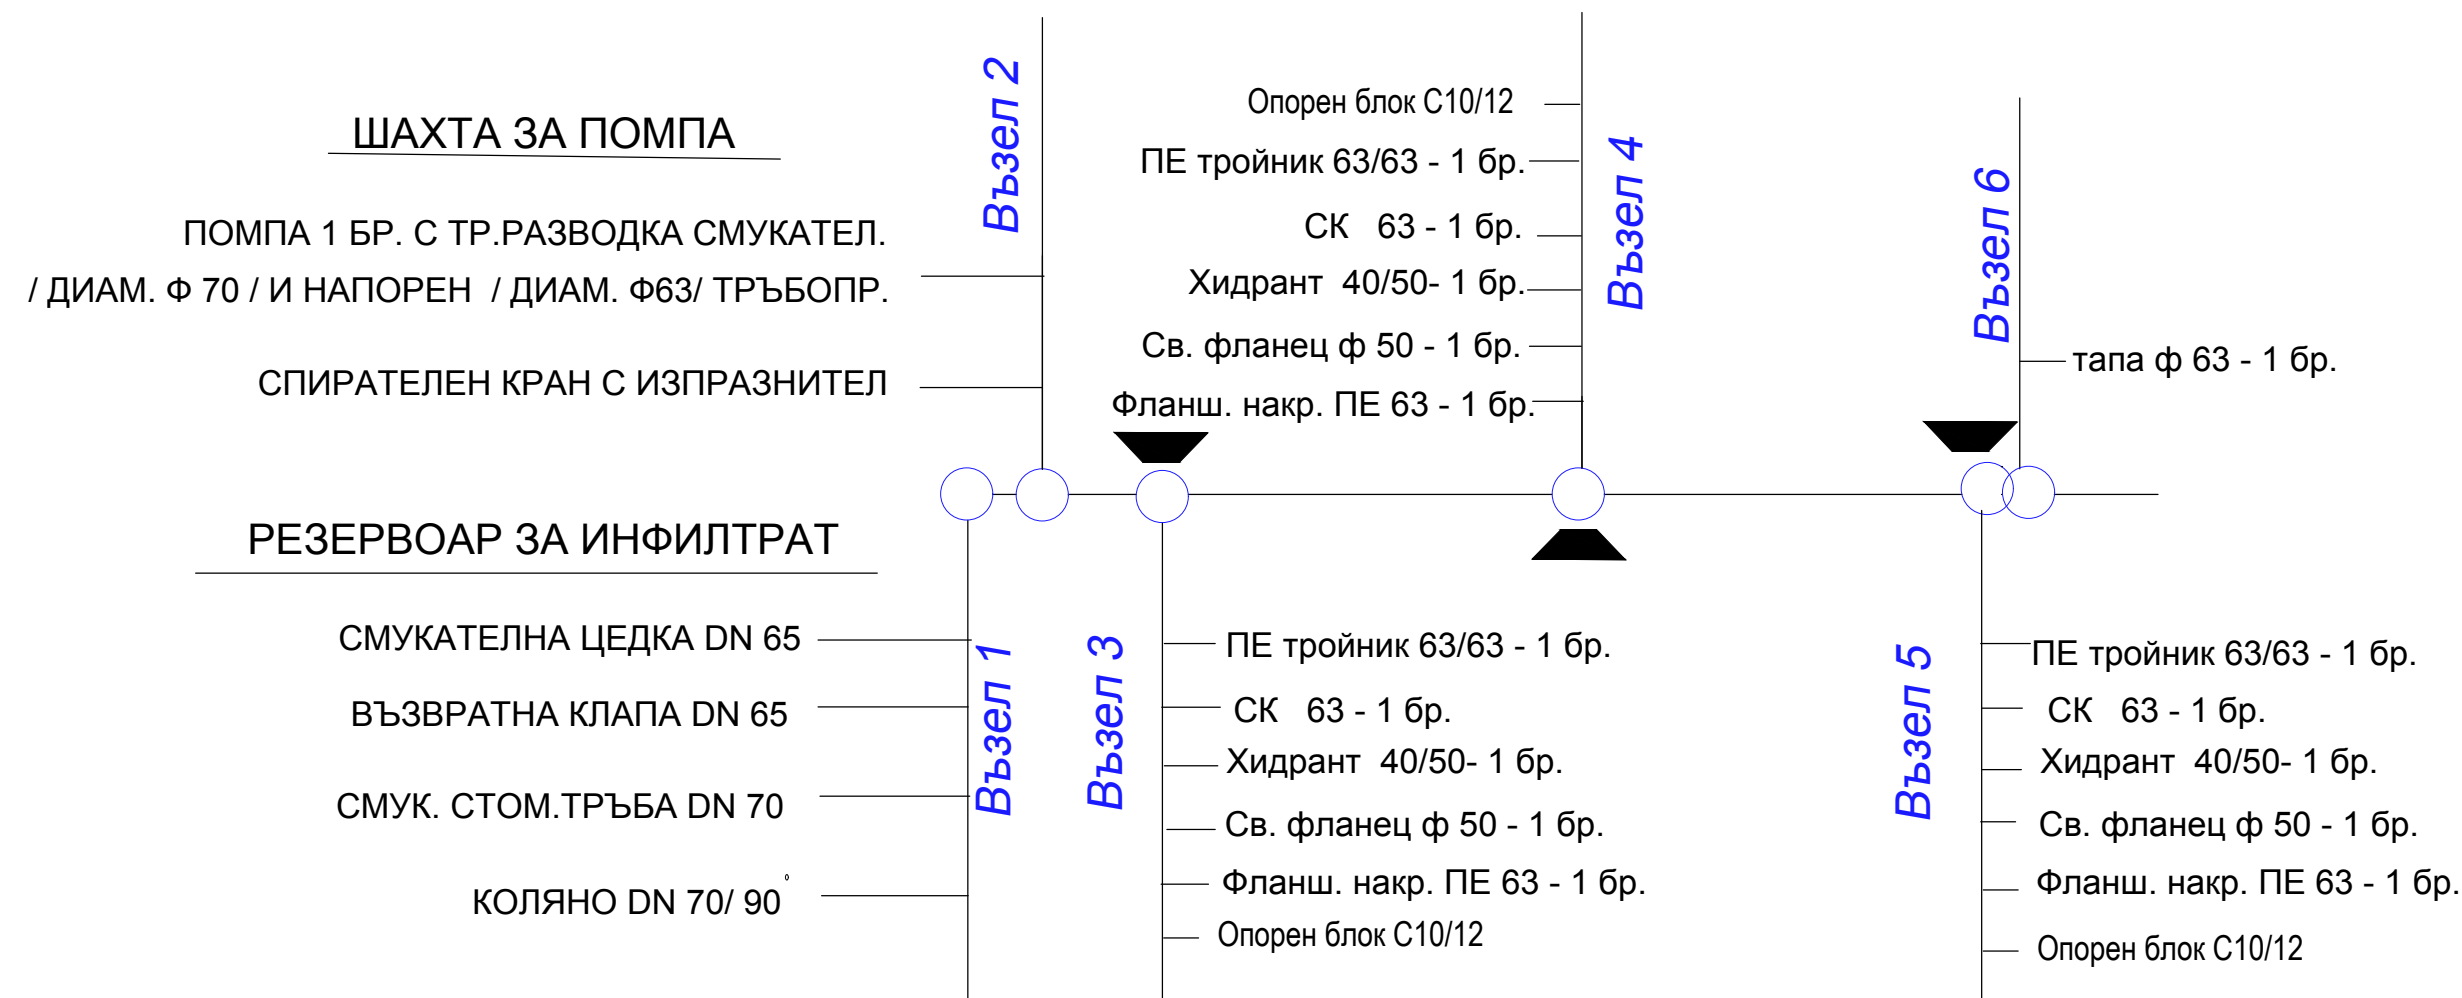 ШАХТА ЗА ПОМПА
ПОМПА 1 БР. С ТР.РАЗВОДКА СМУКАТЕЛ.
/ ДИАМ. Ф 70 / И НАПОРЕН / ДИАМ. Ф63/ ТРЪБОПР.
СПИРАТЕЛЕН КРАН С ИЗПРАЗНИТЕЛ
Възел 2
Опорен блок С10/12
ПЕ тройник 63/63 - 1 бр.
СК 63 - 1 бр.
Хидрант 40/50- 1 бр.
Св. фланец ф 50 - 1 бр.
Фланш. накр. ПЕ 63 - 1 бр.
Възел 4
Възел 6
тапа ф 63 - 1 бр.
РЕЗЕРВОАР ЗА ИНФИЛТРАТ
СМУКАТЕЛНА ЦЕДКА DN 65
ВЪЗВРАТНА КЛАПА DN 65
СМУК. СТОМ.ТРЪБА DN 70
КОЛЯНО DN 70/ 90°
Възел 1
Възел 3
ПЕ тройник 63/63 - 1 бр.
СК 63 - 1 бр.
Хидрант 40/50- 1 бр.
Св. фланец ф 50 - 1 бр.
Фланш. накр. ПЕ 63 - 1 бр.
Опорен блок С10/12
Възел 5
ПЕ тройник 63/63 - 1 бр.
СК 63 - 1 бр.
Хидрант 40/50- 1 бр.
Св. фланец ф 50 - 1 бр.
Фланш. накр. ПЕ 63 - 1 бр.
Опорен блок С10/12